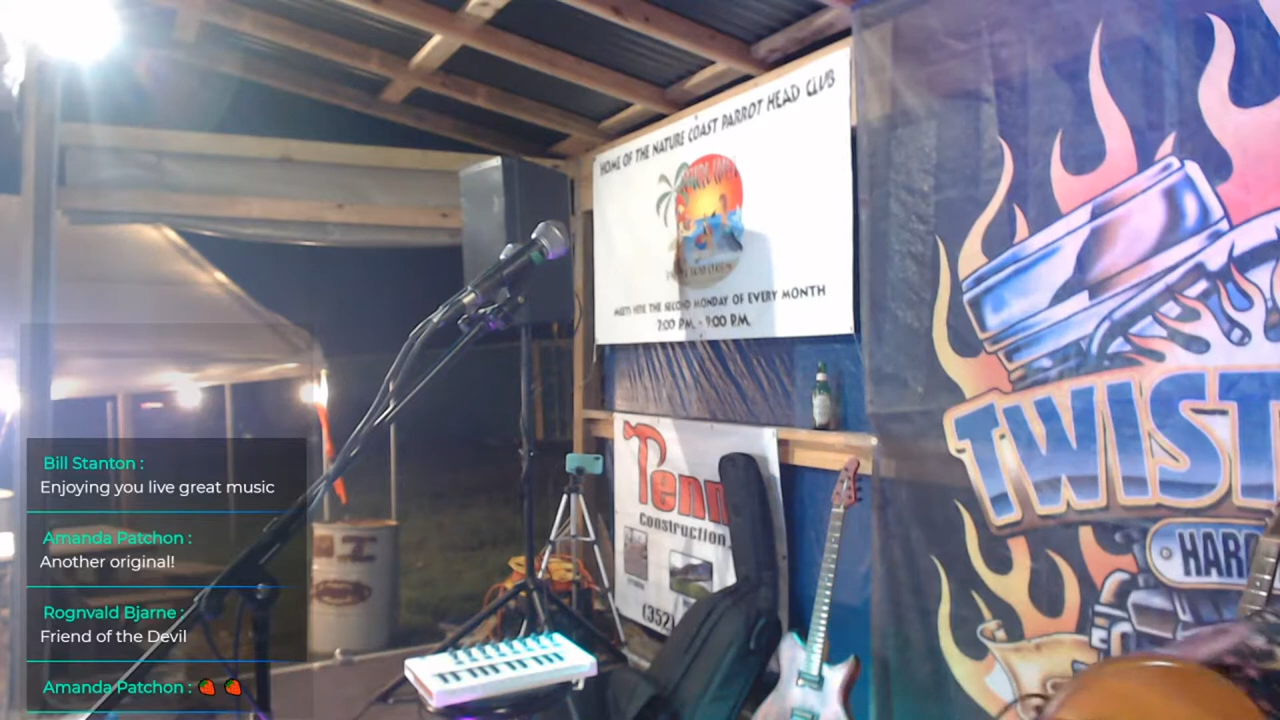 HOME OF THE NATURE COAST PARROT HEAD CLUB
MEETS HERE THE SECOND MONDAY OF EVERY MONTH
7:00 P.M. - 9:00 P.M.
TWIST
HARD
Penn
Construction
(352)
Bill Stanton :
Enjoying you live great music
Amanda Patchon :
Another original!
Rognvald Bjarne :
Friend of the Devil
Amanda Patchon : 🍓 🍓